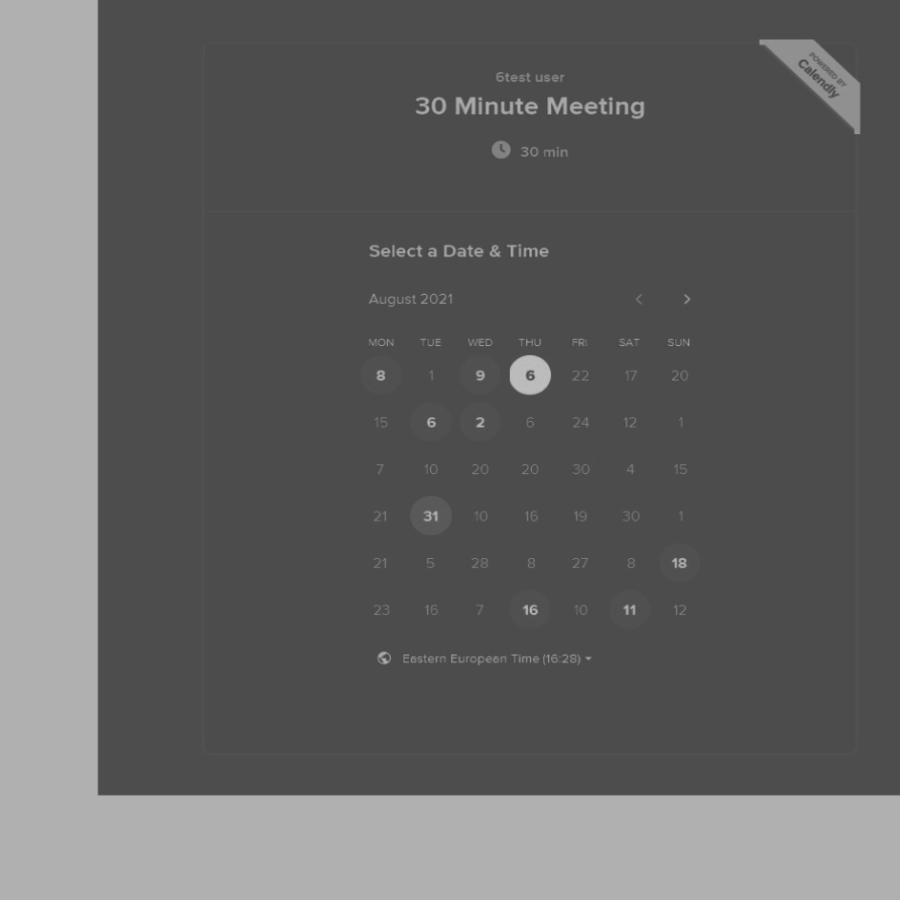 POWERED BY
Calendly
6test user
30 Minute Meeting
30 min
Select a Date & Time
August 2021
MON TUE WED THU FRI SAT SUN
8 1 9 6 22 17 20
15 6 2 6 24 12 1
7 10 20 20 30 4 15
21 31 10 16 19 30 1
21 5 28 8 27 8 18
23 16 7 16 10 11 12
Eastern European Time (16:28)